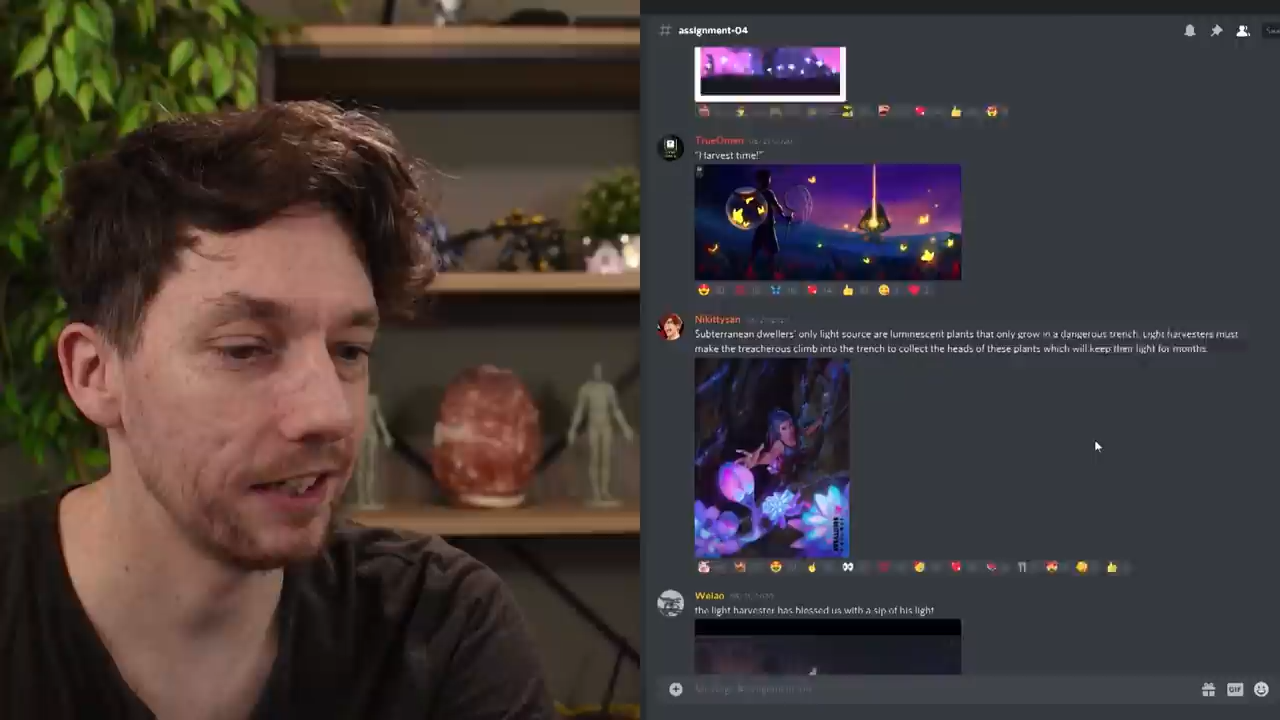 # assignment-04
TrueOmen
"Harvest time!"
Nikittysan
Subterranean dwellers' only light source are luminescent plants that only grow in a dangerous trench. Light harvesters must
make the treacherous climb into the trench to collect the heads of these plants which will keep their light for months.
Welao
the light harvester has blessed us with a sip of his light
GIF